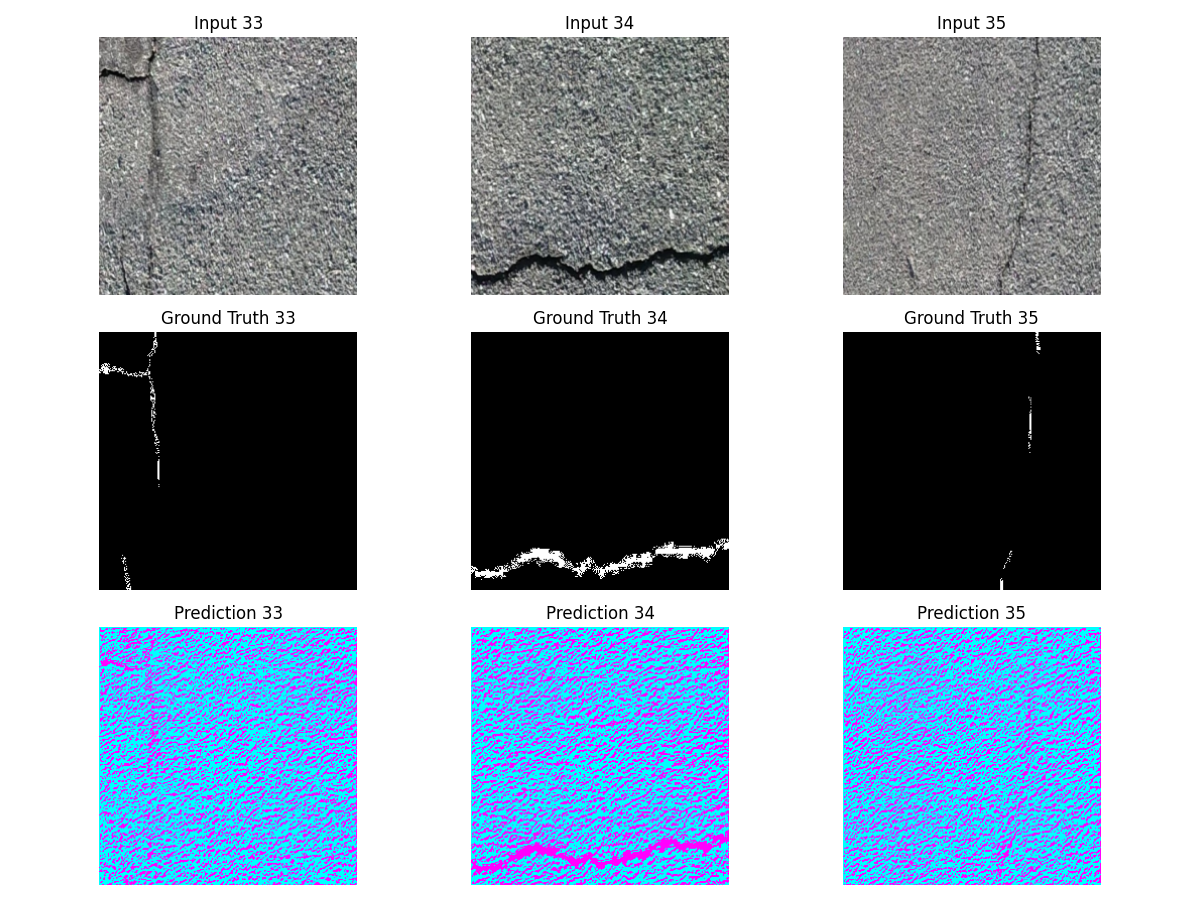 Input 33
Input 34
Input 35
Ground Truth 33
Ground Truth 34
Ground Truth 35
Prediction 33
Prediction 34
Prediction 35